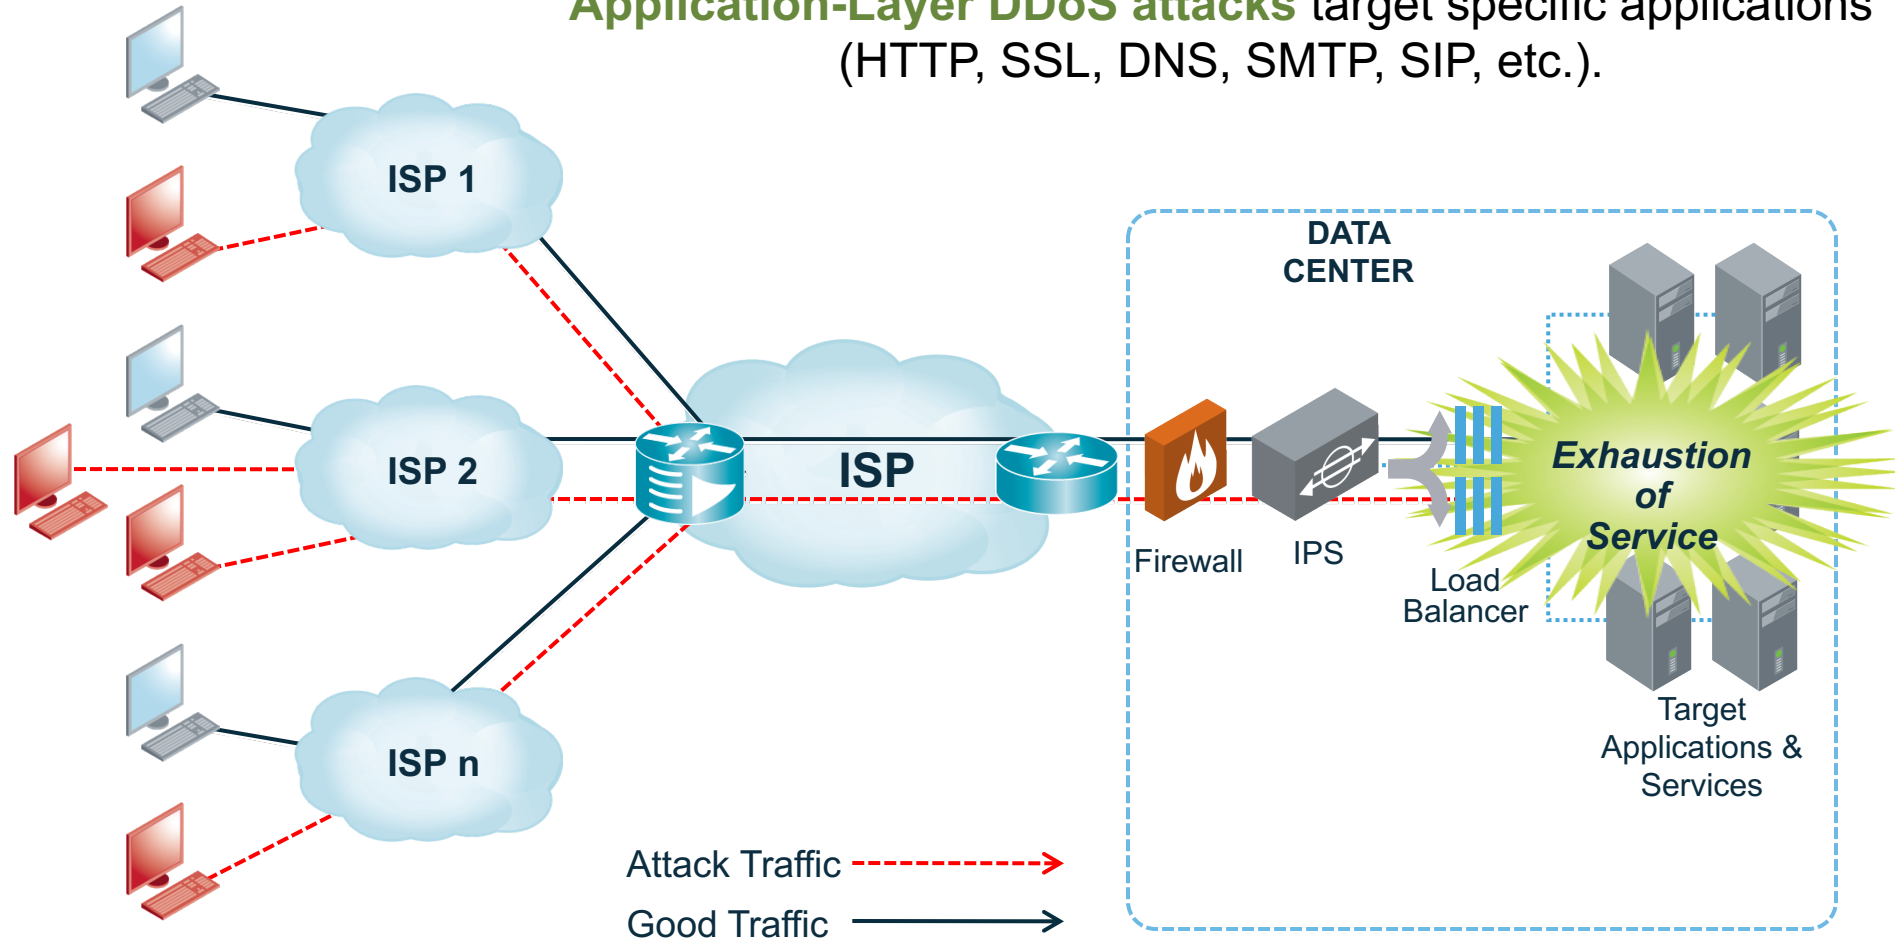 Application-Layer DDoS attacks target specific applications
(HTTP, SSL, DNS, SMTP, SIP, etc.).
ISP 1
DATA
CENTER
ISP 2
ISP
Exhaustion
of
Service
Firewall
IPS
Load
Balancer
ISP n
Target
Applications &
Services
Attack Traffic
Good Traffic